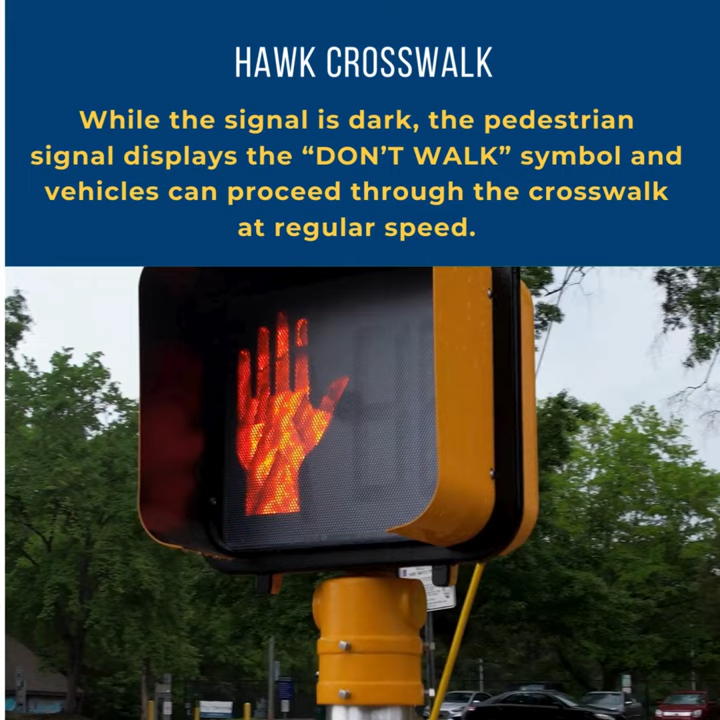 HAWK CROSSWALK
While the signal is dark, the pedestrian
signal displays the “DON’T WALK” symbol and
vehicles can proceed through the crosswalk
at regular speed.